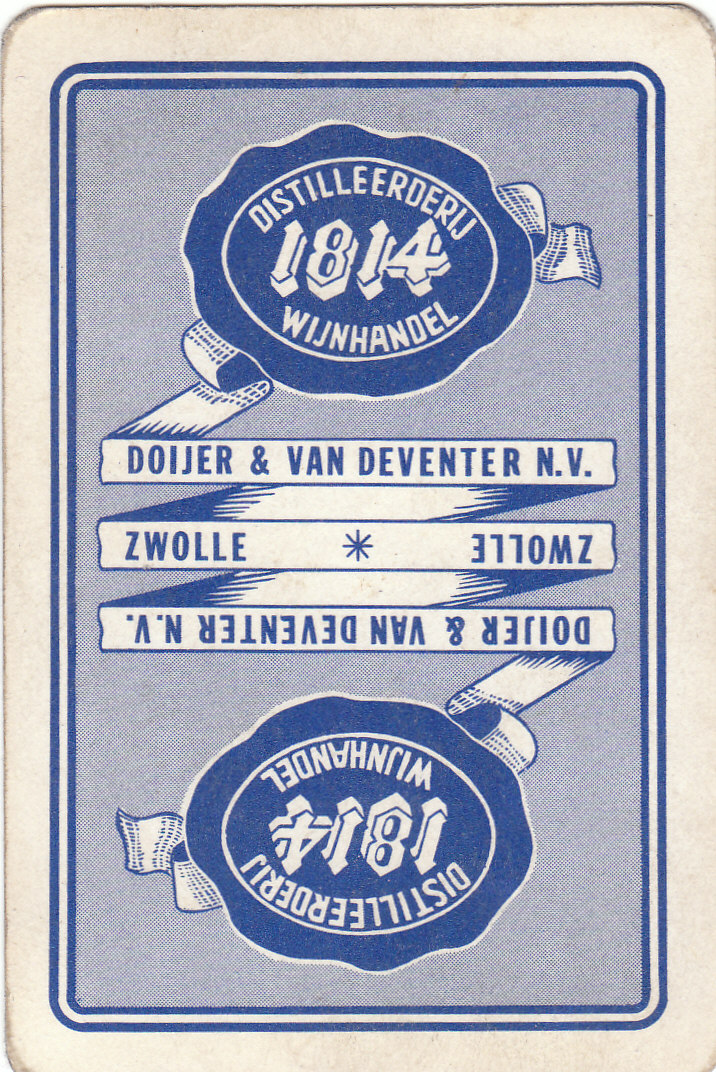 DISTILLEERDERIJ
1814
WIJNHANDEL
DOIJER & VAN DEVENTER N.V.
ZWOLLE * ZWOLLE
DOIJER & VAN DEVENTER N.V.
WIJNHANDEL
1814
DISTILLEERDERIJ